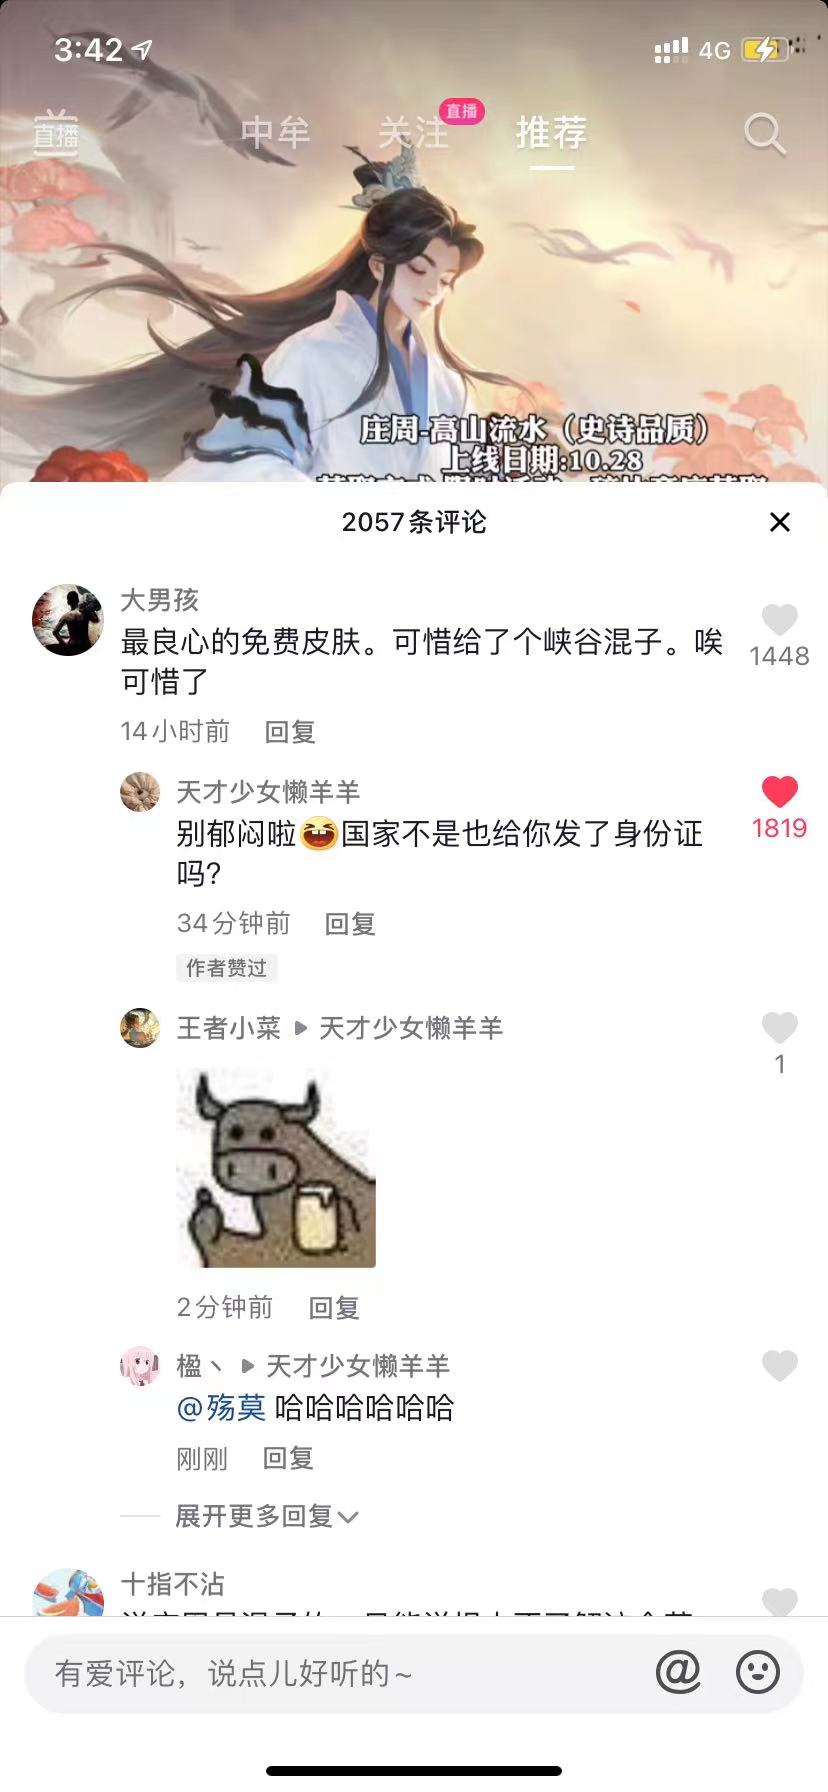 3:42
4G
直播
中牟
关注
直播
推荐
庄周-高山流水（史诗品质）
上线日期:10.28
2057条评论
大男孩
最良心的免费皮肤。可惜给了个峡谷混子。唉
可惜了
1448
14小时前 回复
天才少女懒羊羊
别郁闷啦😆国家不是也给你发了身份证
吗?
1819
34分钟前 回复
作者赞过
王者小菜 ▶ 天才少女懒羊羊
1
2分钟前 回复
楹丶 ▶ 天才少女懒羊羊
@殇莫 哈哈哈哈哈哈
刚刚 回复
展开更多回复
十指不沾
有爱评论，说点儿好听的~